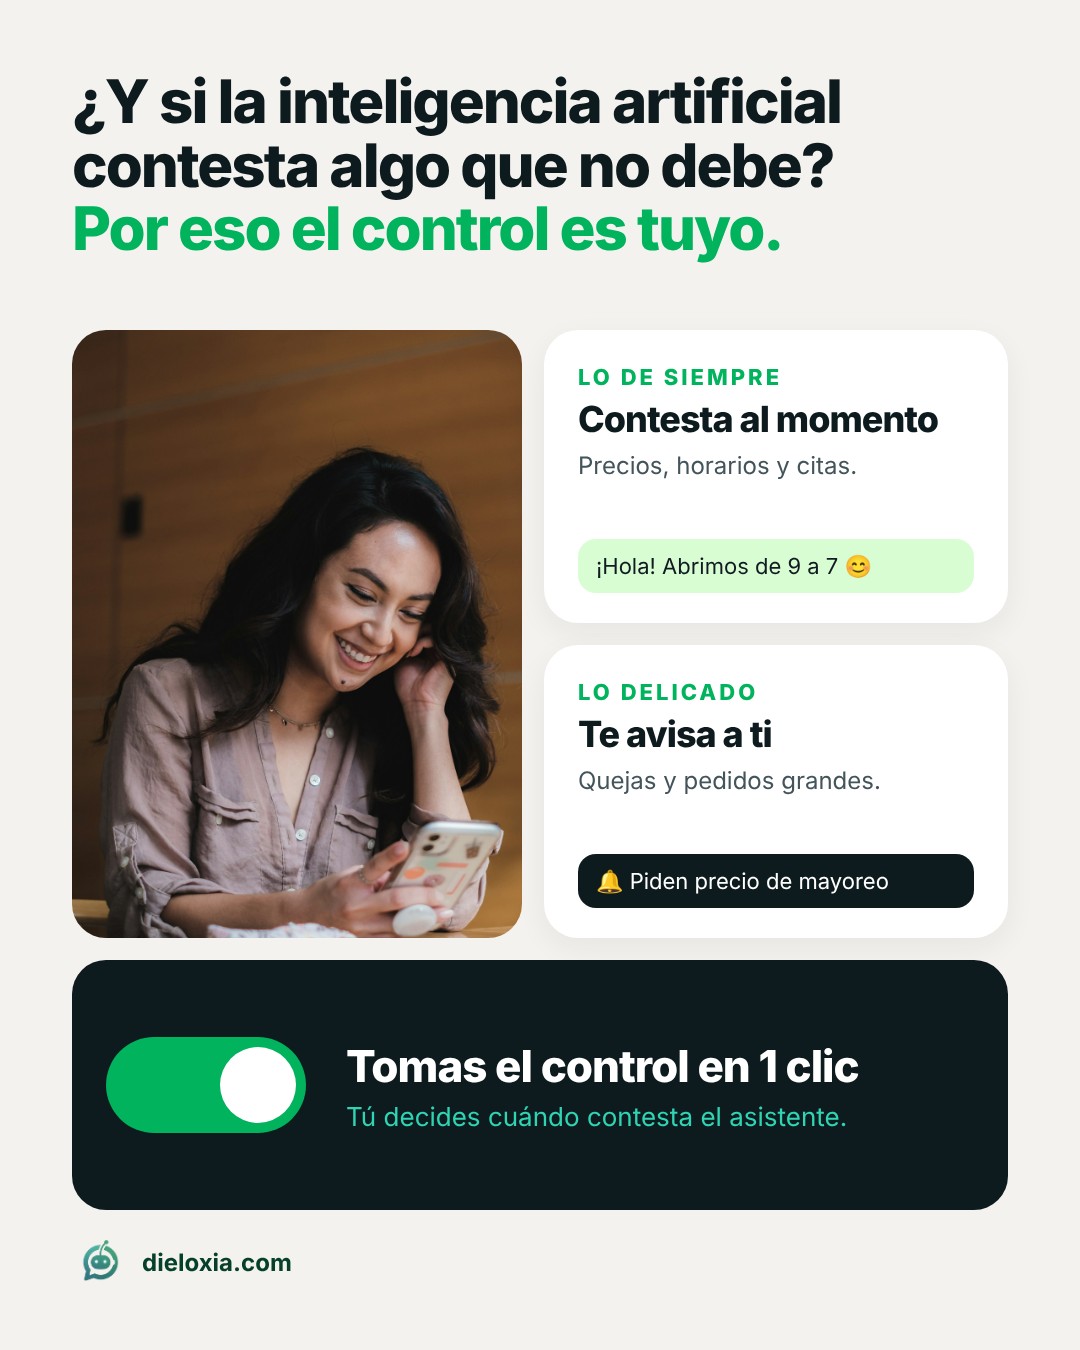 ¿Y si la inteligencia artificial
contesta algo que no debe?
Por eso el control es tuyo.
LO DE SIEMPRE
Contesta al momento
Precios, horarios y citas.
¡Hola! Abrimos de 9 a 7 😊
LO DELICADO
Te avisa a ti
Quejas y pedidos grandes.
🔔 Piden precio de mayoreo
Tomas el control en 1 clic
Tú decides cuándo contesta el asistente.
dieloxia.com